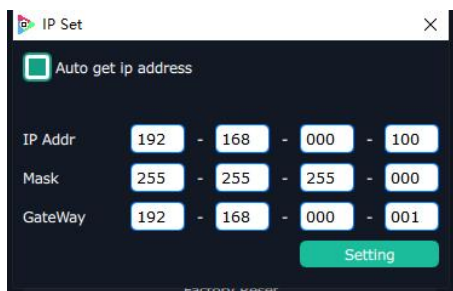 IP Set
Auto get ip address
IP Addr 192 - 168 - 000 - 100
Mask 255 - 255 - 255 - 000
GateWay 192 - 168 - 000 - 001
Setting